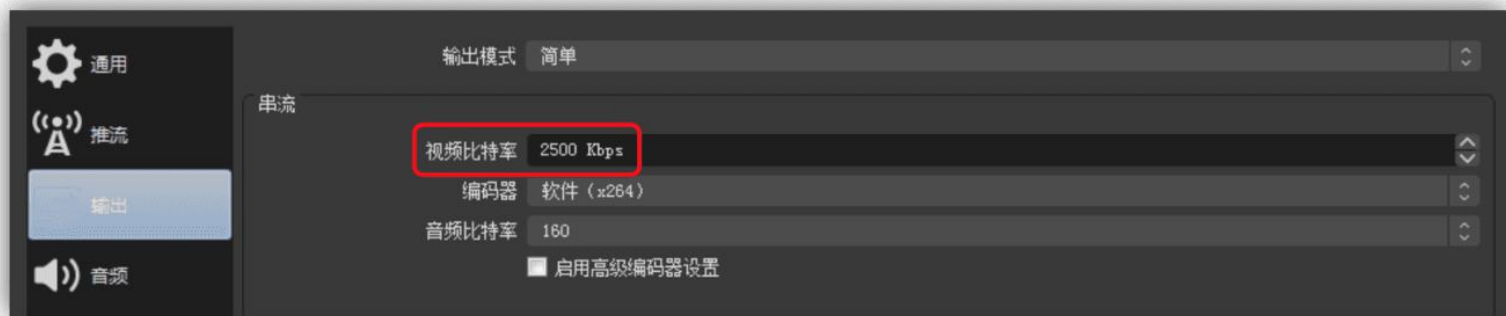 通用
推流
输出
音频
输出模式 简单
串流
视频比特率 2500 Kbps
编码器 软件（x264）
音频比特率 160
启用高级编码器设置